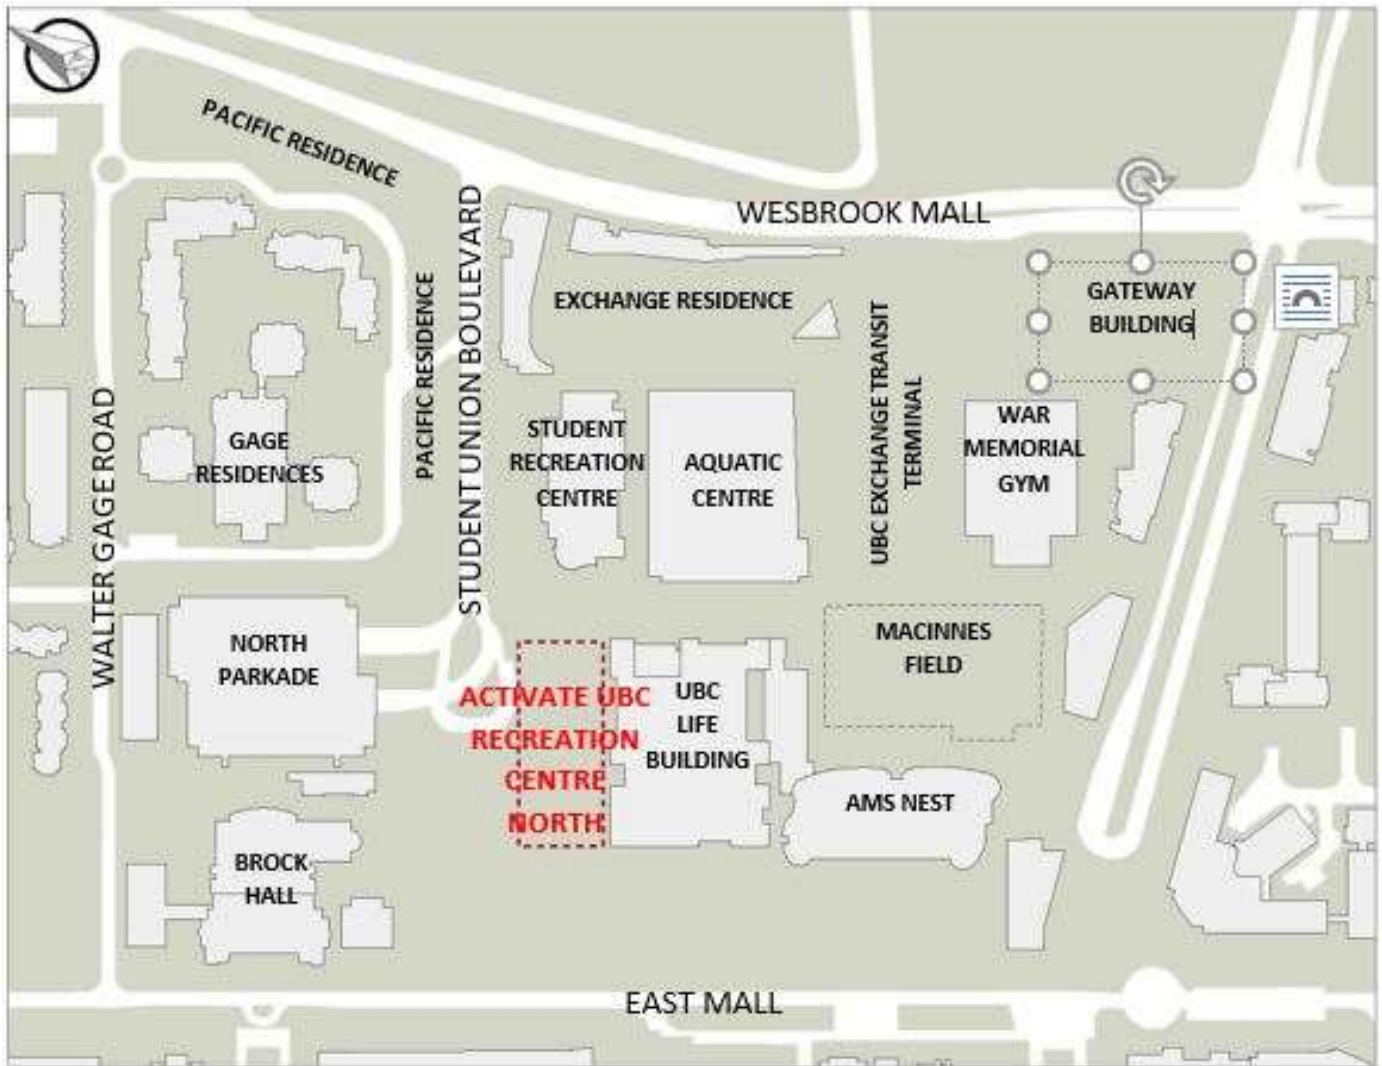 PACIFIC RESIDENCE
WESBROOK MALL
STUDENT UNION BOULEVARD
PACIFIC RESIDENCE
EXCHANGE RESIDENCE
GATEWAY
BUILDING
UBC EXCHANGE TRANSIT
TERMINAL
WALTER GAGE ROAD
GAGE
RESIDENCES
STUDENT
RECREATION
CENTRE
AQUATIC
CENTRE
WAR
MEMORIAL
GYM
NORTH
PARKADE
MACINNES
FIELD
ACTIVATE UBC
RECREATION
CENTRE
NORTH
UBC
LIFE
BUILDING
AMS NEST
BROCK
HALL
EAST MALL